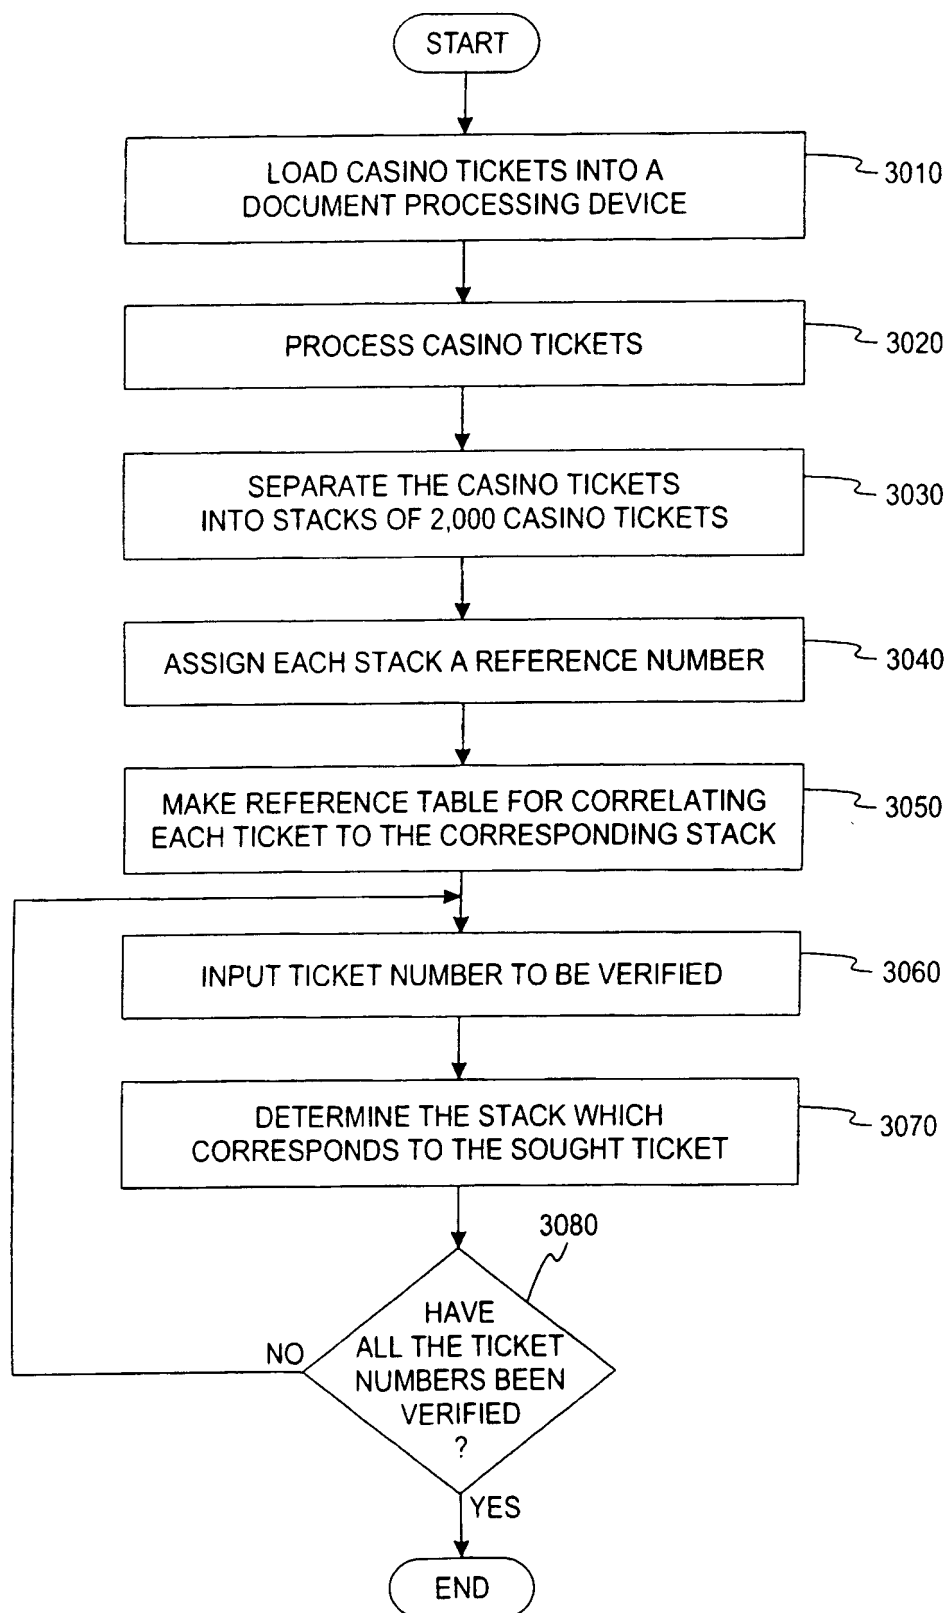 START
LOAD CASINO TICKETS INTO A
DOCUMENT PROCESSING DEVICE
3010
PROCESS CASINO TICKETS
3020
SEPARATE THE CASINO TICKETS
INTO STACKS OF 2,000 CASINO TICKETS
3030
ASSIGN EACH STACK A REFERENCE NUMBER
3040
MAKE REFERENCE TABLE FOR CORRELATING
EACH TICKET TO THE CORRESPONDING STACK
3050
INPUT TICKET NUMBER TO BE VERIFIED
3060
DETERMINE THE STACK WHICH
CORRESPONDS TO THE SOUGHT TICKET
3070
3080
HAVE
ALL THE TICKET
NUMBERS BEEN
VERIFIED
?
NO
YES
END